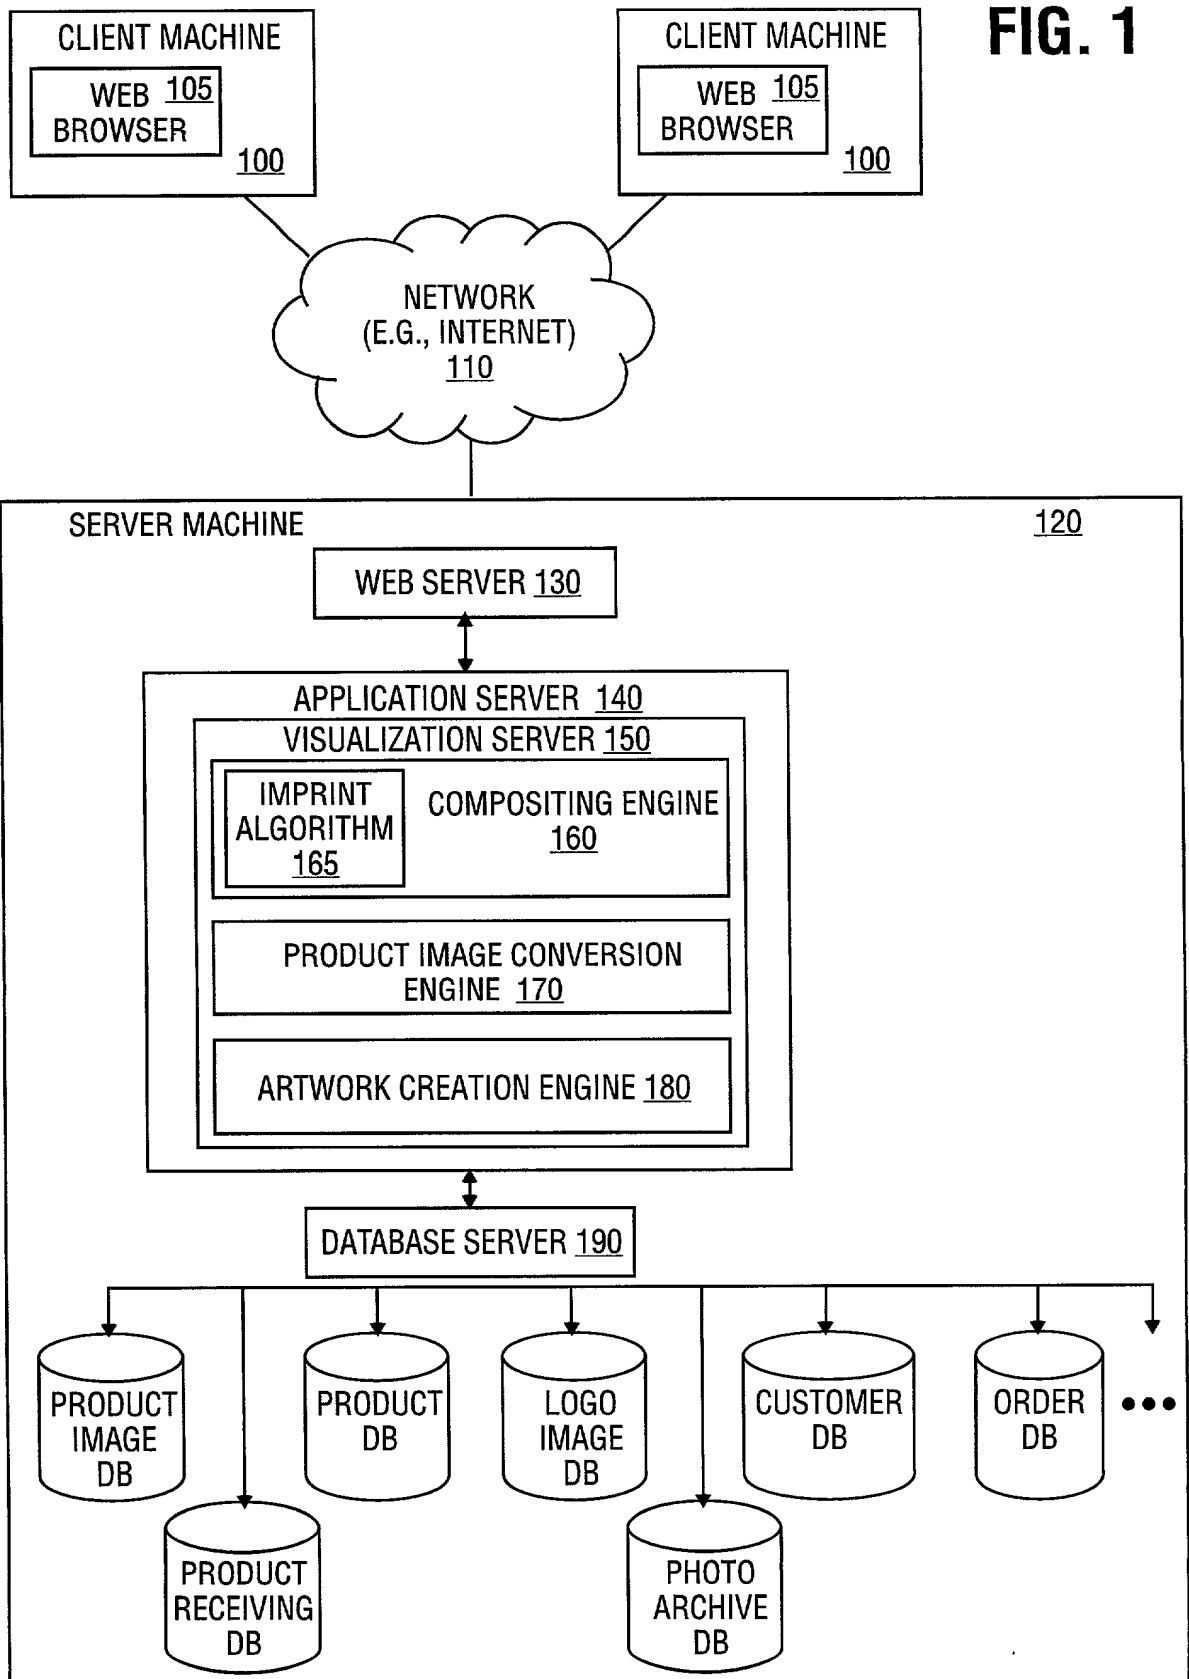 FIG. 1
CLIENT MACHINE
WEB 105
BROWSER
100
CLIENT MACHINE
WEB 105
BROWSER
100
NETWORK
(E.G., INTERNET)
110
SERVER MACHINE
120
WEB SERVER 130
APPLICATION SERVER 140
VISUALIZATION SERVER 150
IMPRINT
ALGORITHM
165
COMPOSITING ENGINE
160
PRODUCT IMAGE CONVERSION
ENGINE 170
ARTWORK CREATION ENGINE 180
DATABASE SERVER 190
PRODUCT
IMAGE
DB
PRODUCT
DB
LOGO
IMAGE
DB
CUSTOMER
DB
ORDER
DB
PRODUCT
RECEIVING
DB
PHOTO
ARCHIVE
DB